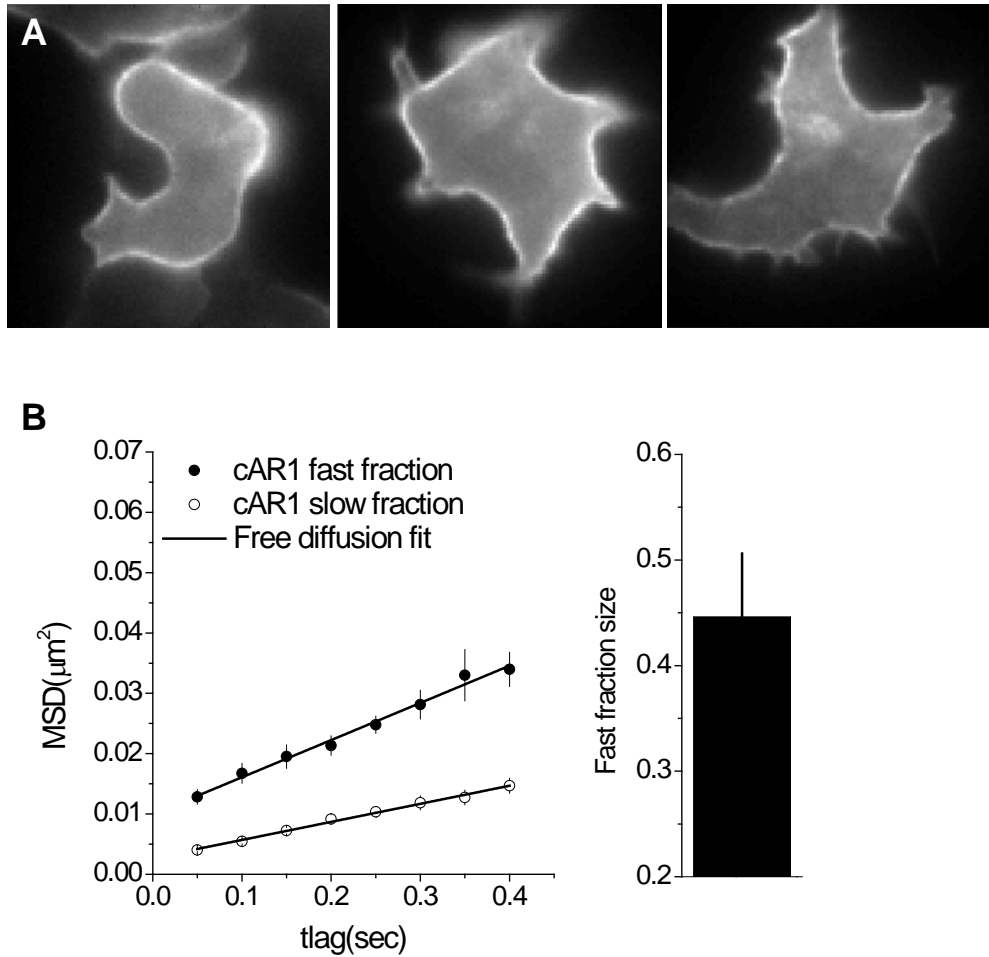 A
B
cAR1 fast fraction
cAR1 slow fraction
Free diffusion fit
MSD(μm²)
0.07
0.06
0.05
0.04
0.03
0.02
0.01
0.00
0.0 0.1 0.2 0.3 0.4
tlag(sec)
Fast fraction size
0.6
0.5
0.4
0.3
0.2